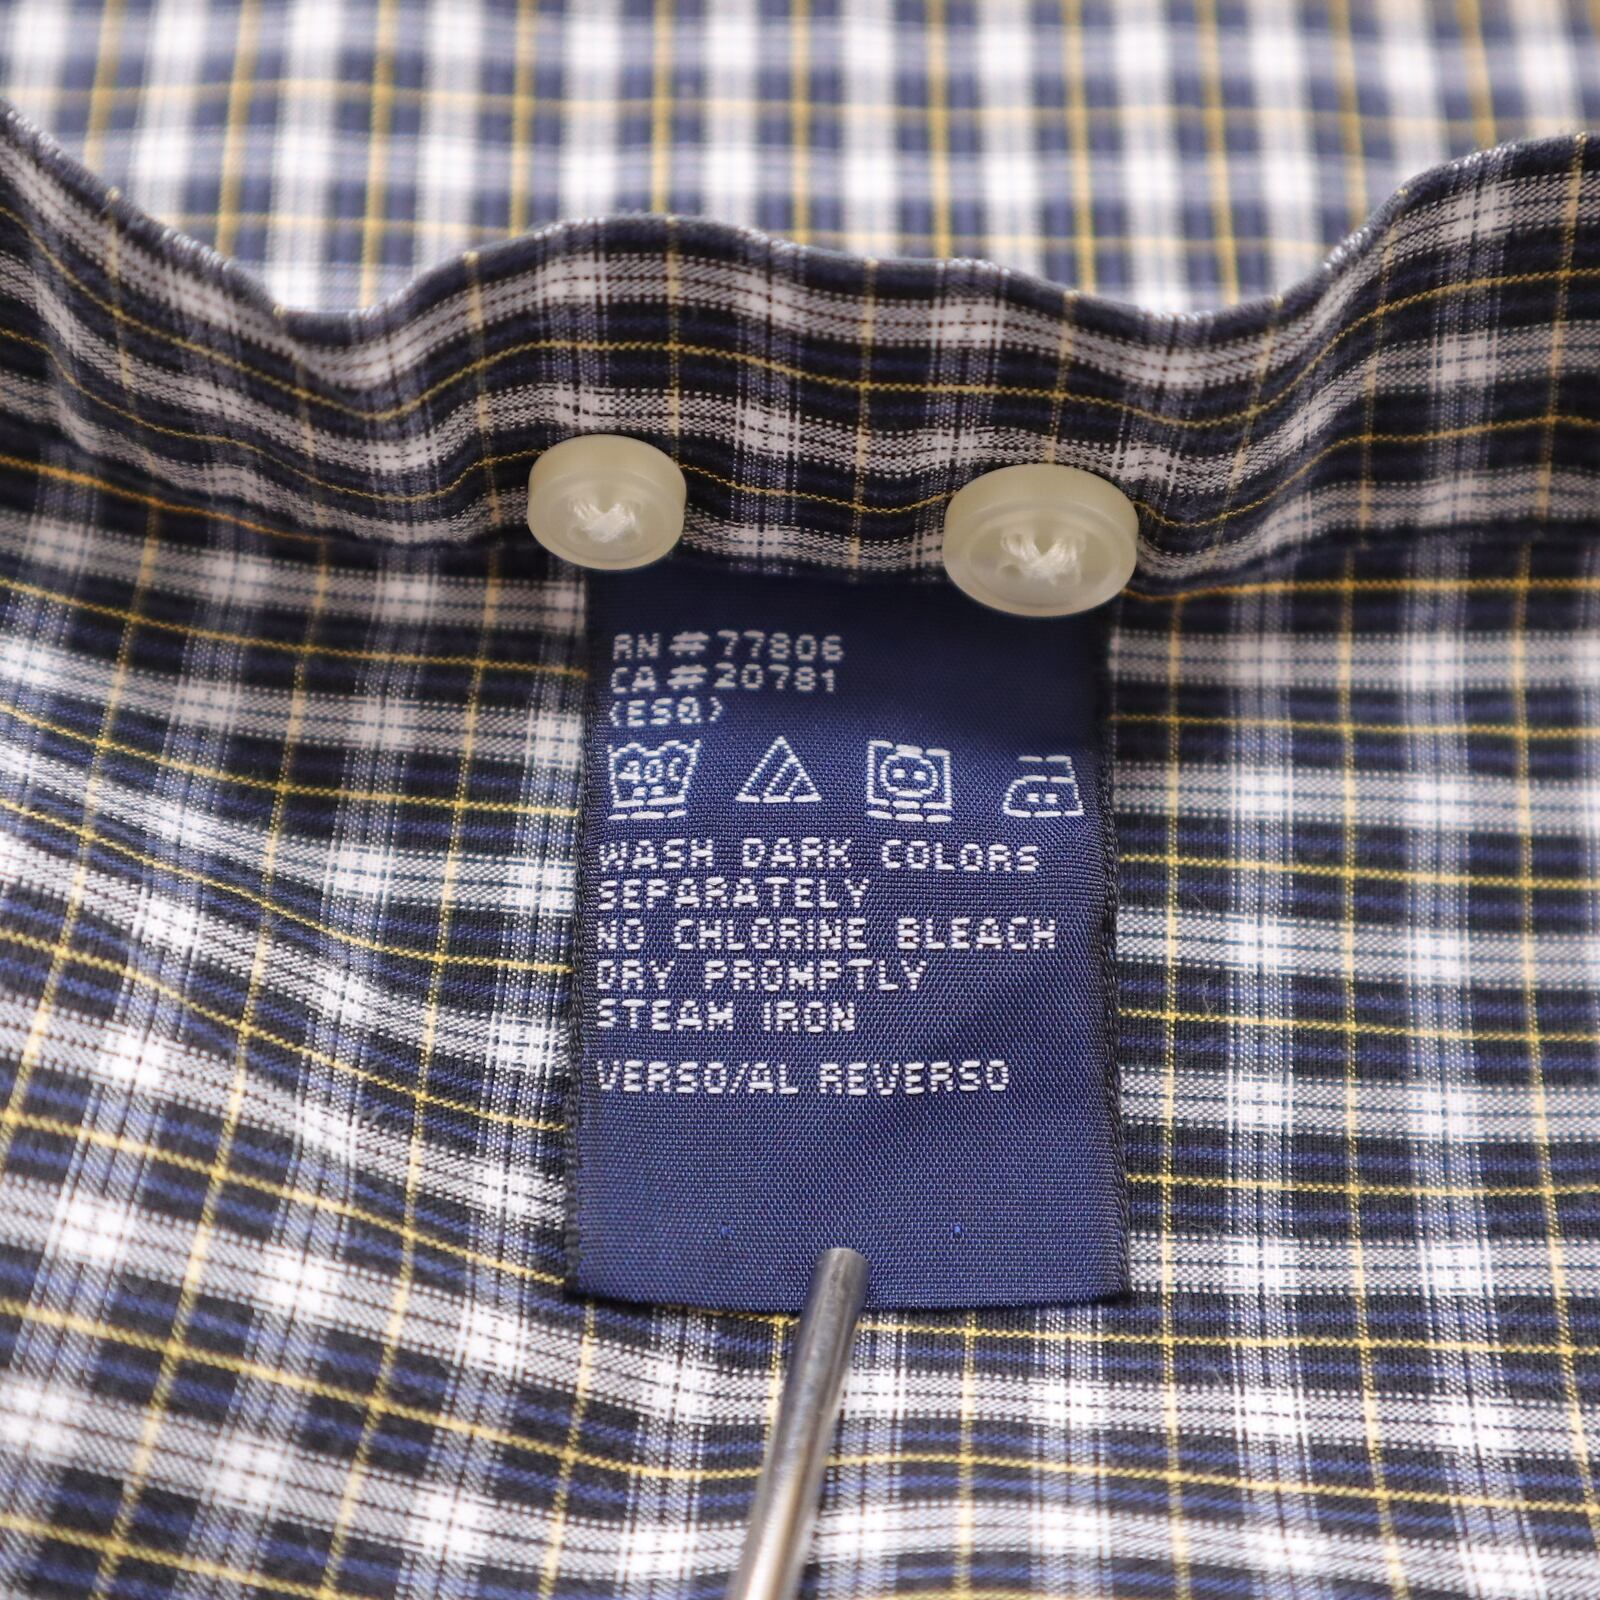 RN #77806
CA #20781
(ESQ)
40C
WASH DARK COLORS
SEPARATELY
NO CHLORINE BLEACH
DRY PROMPTLY
STEAM IRON
VERSO/AL REVERSO